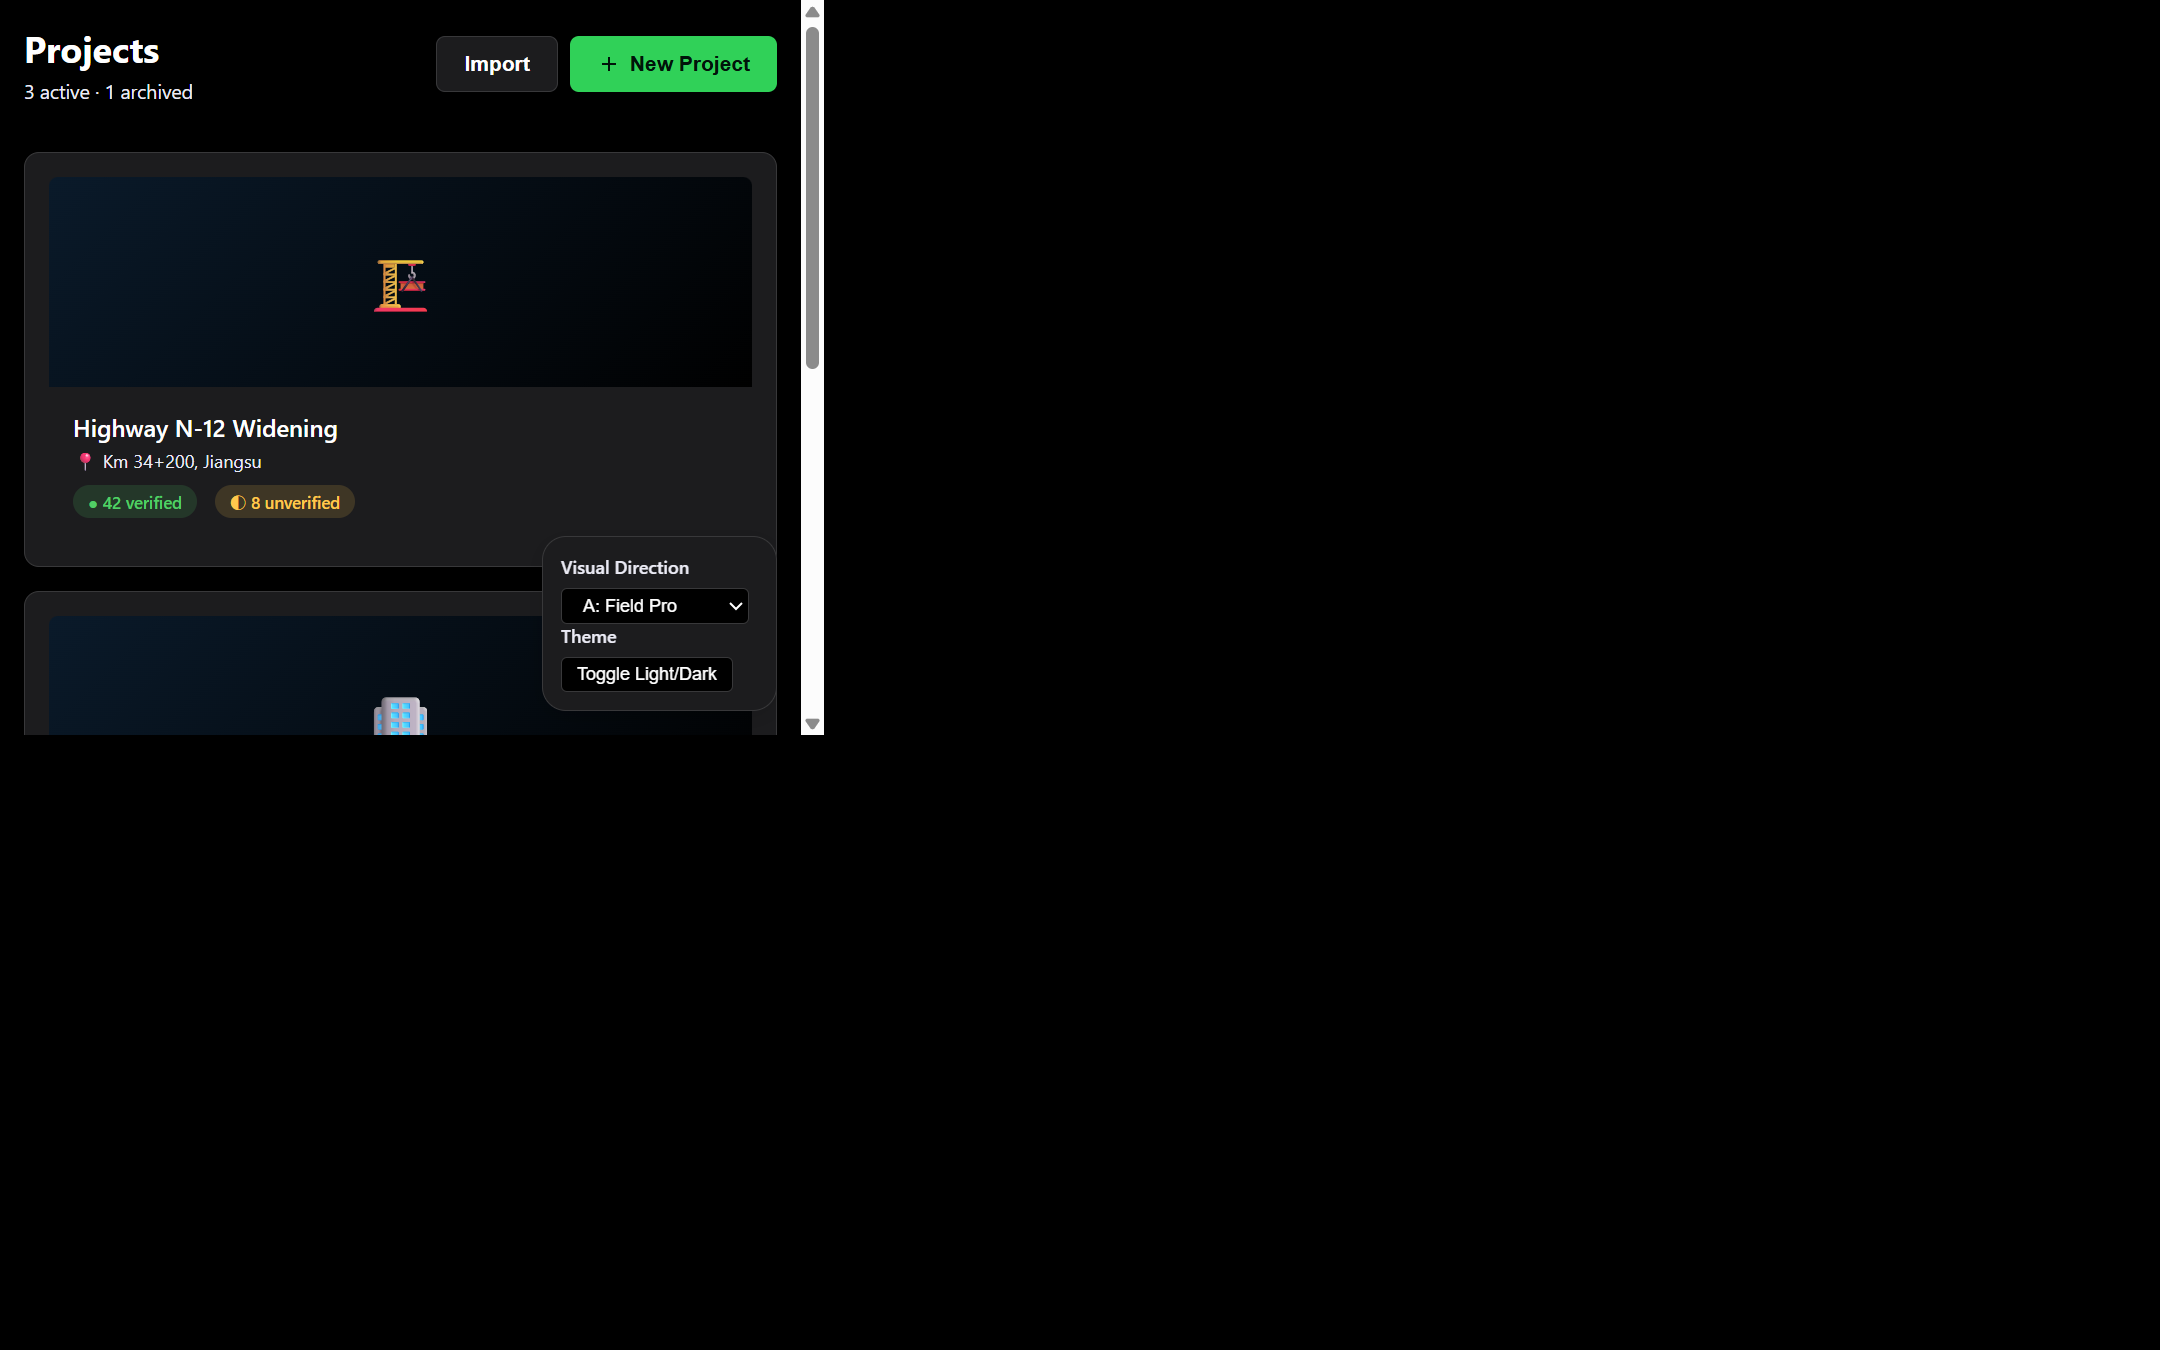 Projects
3 active · 1 archived
Import
+ New Project
Highway N-12 Widening
📍 Km 34+200, Jiangsu
● 42 verified
◐ 8 unverified
Visual Direction
A: Field Pro
Theme
Toggle Light/Dark